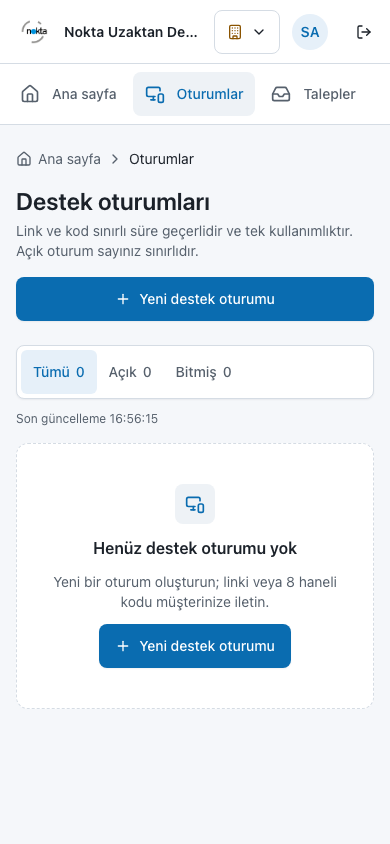 nokta
Nokta Uzaktan De...
SA
Ana sayfa
Oturumlar
Talepler
Ana sayfa
Oturumlar
Destek oturumları
Link ve kod sınırlı süre geçerlidir ve tek kullanımlıktır.
Açık oturum sayınız sınırlıdır.
Yeni destek oturumu
Tümü 0
Açık 0
Bitmiş 0
Son güncelleme 16:56:15
Henüz destek oturumu yok
Yeni bir oturum oluşturun; linki veya 8 haneli
kodu müşterinize iletin.
Yeni destek oturumu